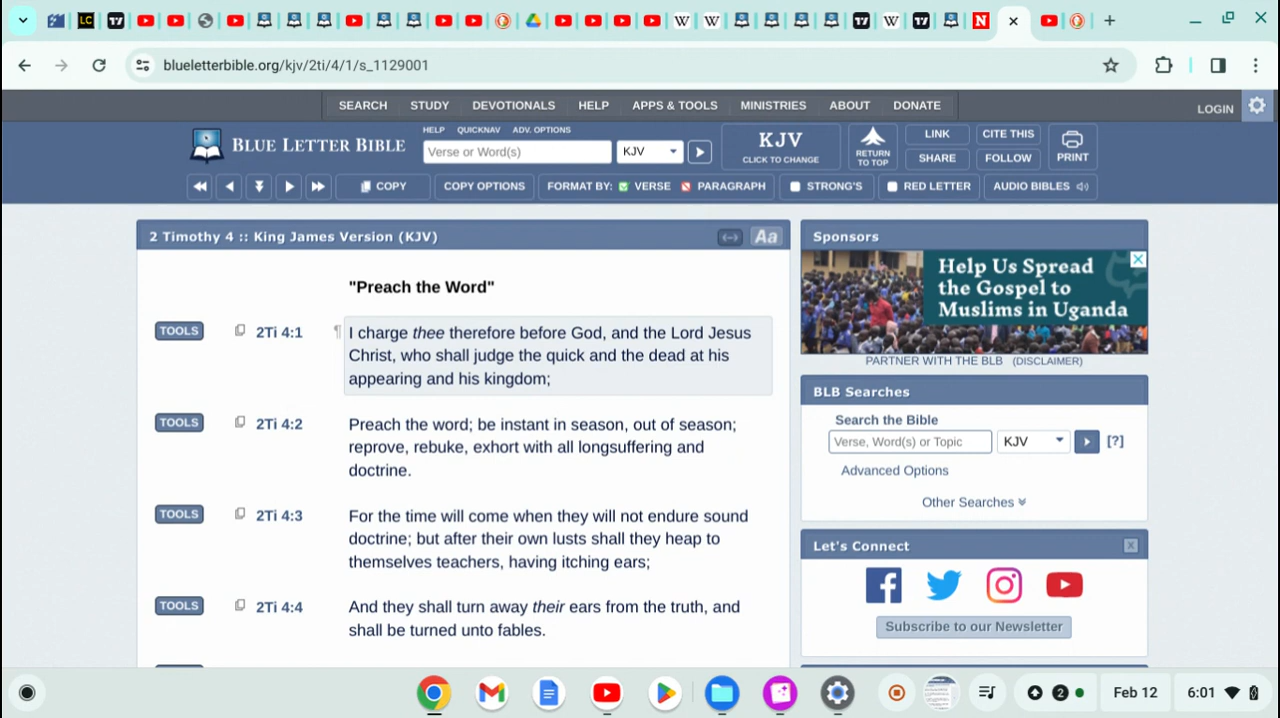 LC
W
W
W
N
blueletterbible.org/kjv/2ti/4/1/s_1129001
SEARCH STUDY DEVOTIONALS HELP APPS & TOOLS MINISTRIES ABOUT DONATE
LOGIN
BLUE LETTER BIBLE
HELP QUICKNAV ADV. OPTIONS
Verse or Word(s) KJV
KJV
CLICK TO CHANGE
RETURN
TO TOP
LINK CITE THIS
SHARE FOLLOW
PRINT
COPY COPY OPTIONS FORMAT BY: VERSE PARAGRAPH STRONG'S RED LETTER AUDIO BIBLES
2 Timothy 4 :: King James Version (KJV) Aa
"Preach the Word"
TOOLS 2Ti 4:1 ¶ I charge thee therefore before God, and the Lord Jesus
Christ, who shall judge the quick and the dead at his
appearing and his kingdom;
TOOLS 2Ti 4:2 Preach the word; be instant in season, out of season;
reprove, rebuke, exhort with all longsuffering and
doctrine.
TOOLS 2Ti 4:3 For the time will come when they will not endure sound
doctrine; but after their own lusts shall they heap to
themselves teachers, having itching ears;
TOOLS 2Ti 4:4 And they shall turn away their ears from the truth, and
shall be turned unto fables.
Sponsors
Help Us Spread
the Gospel to
Muslims in Uganda
PARTNER WITH THE BLB (DISCLAIMER)
BLB Searches
Search the Bible
Verse, Word(s) or Topic KJV [?]
Advanced Options
Other Searches
Let's Connect
Subscribe to our Newsletter
2
Feb 12
6:01